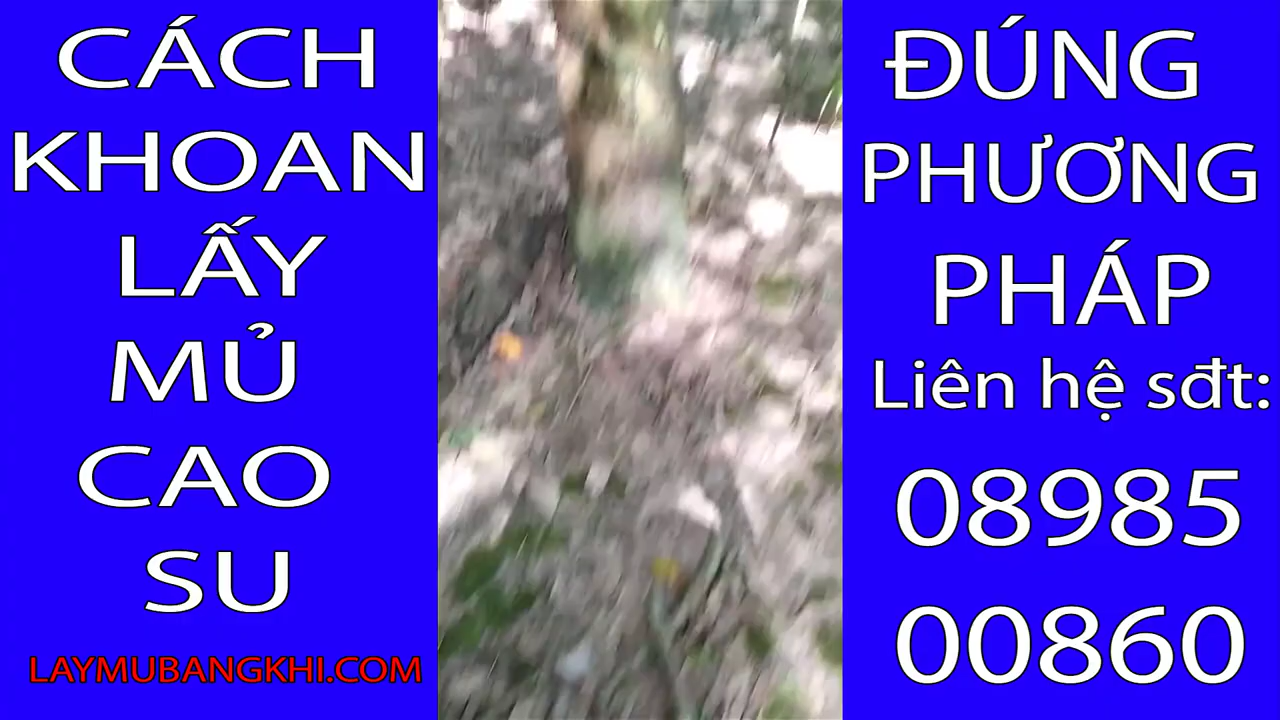 CÁCH
KHOAN
LẤY
MỦ
CAO
SU
LAYMUBANGKHI.COM
ĐÚNG
PHƯƠNG
PHÁP
Liên hệ sđt:
08985
00860